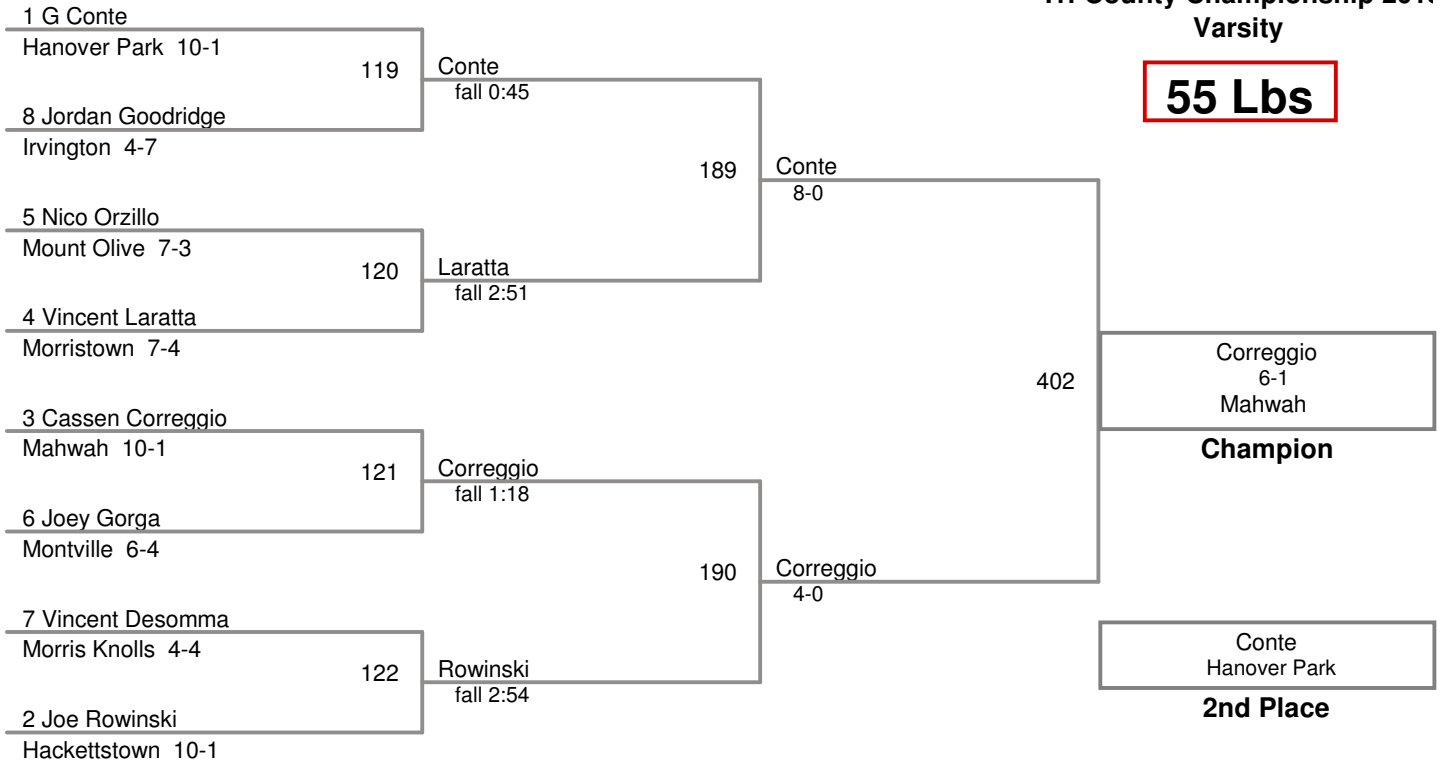 County Championship
Varsity
55 Lbs
1 G Conte
Hanover Park 10-1
119
8 Jordan Goodridge
Irvington 4-7
Conte
fall 0:45
5 Nico Orzillo
Mount Olive 7-3
120
4 Vincent Laratta
Morristown 7-4
Laratta
fall 2:51
189
Conte
8-0
3 Cassen Correggio
Mahwah 10-1
121
6 Joey Gorga
Montville 6-4
Correggio
fall 1:18
7 Vincent Desomma
Morris Knolls 4-4
122
2 Joe Rowinski
Hackettstown 10-1
Rowinski
fall 2:54
190
Correggio
4-0
402
Correggio
6-1
Mahwah
Champion
Conte
Hanover Park
2nd Place